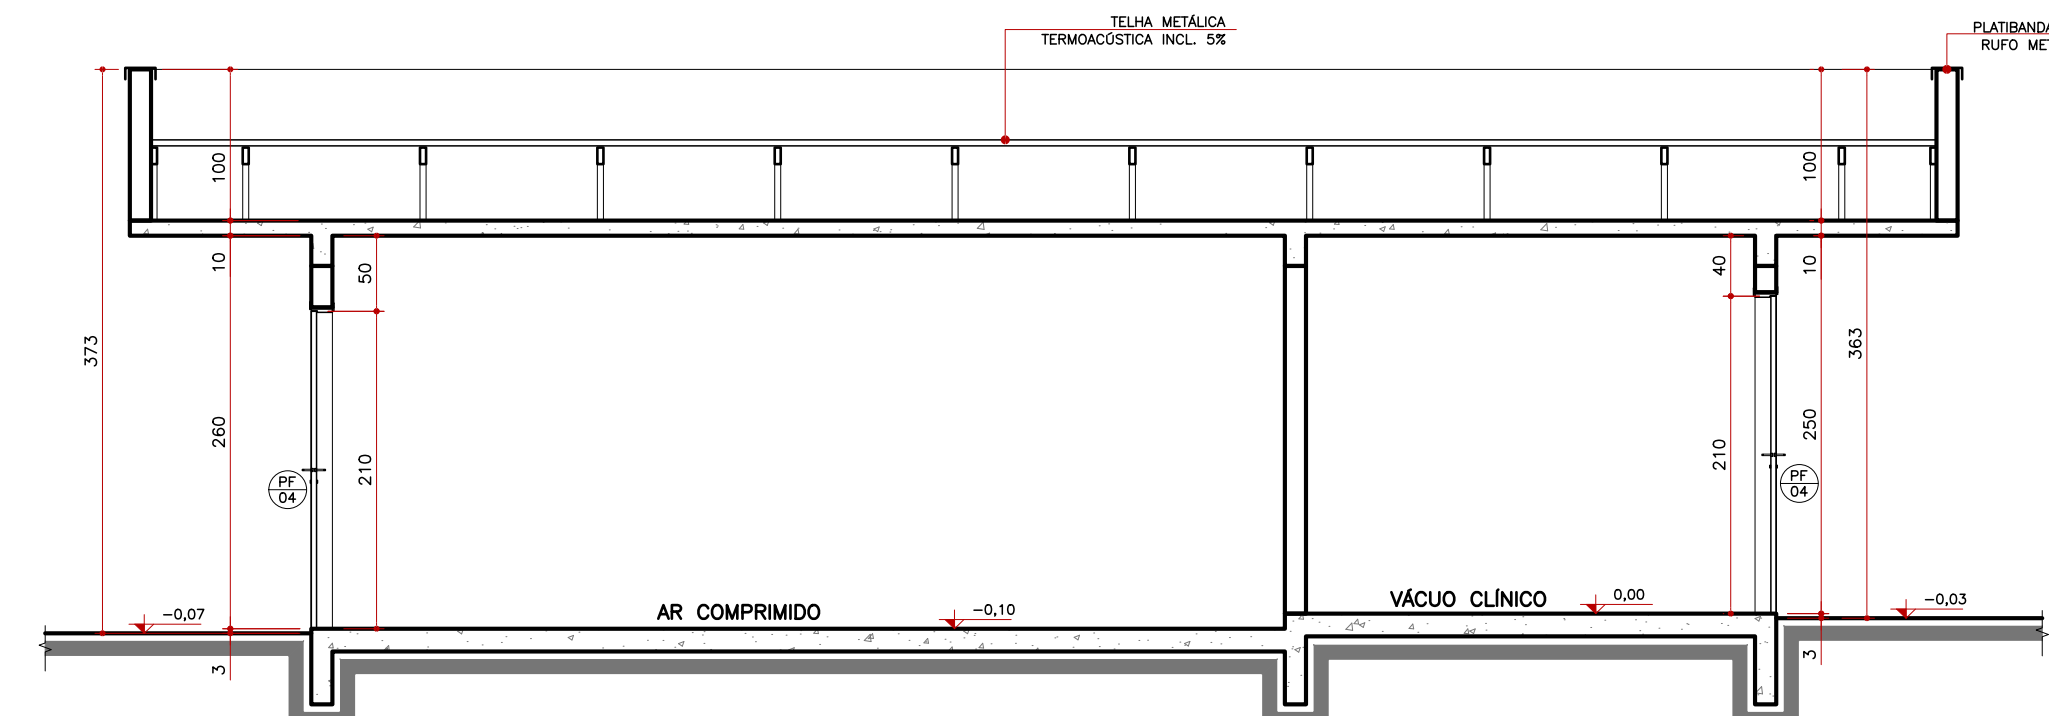 TELHA METÁLICA
TERMOACÚSTICA INCL. 5%
PLATIBANDA
RUFO ME
100
100
10
50
40
10
373
363
260
210
210
250
PF
04
PF
04
AR COMPRIMIDO
VÁCUO CLÍNICO
-0,07
-0,10
0,00
-0,03
3
3